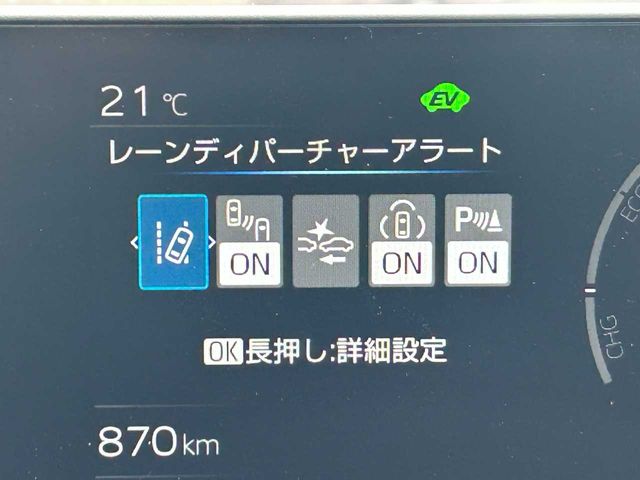 21℃ EV
レーンディパーチャーアラート
ON ON P ON
OK長押し:詳細設定
ECO
CHG
870km